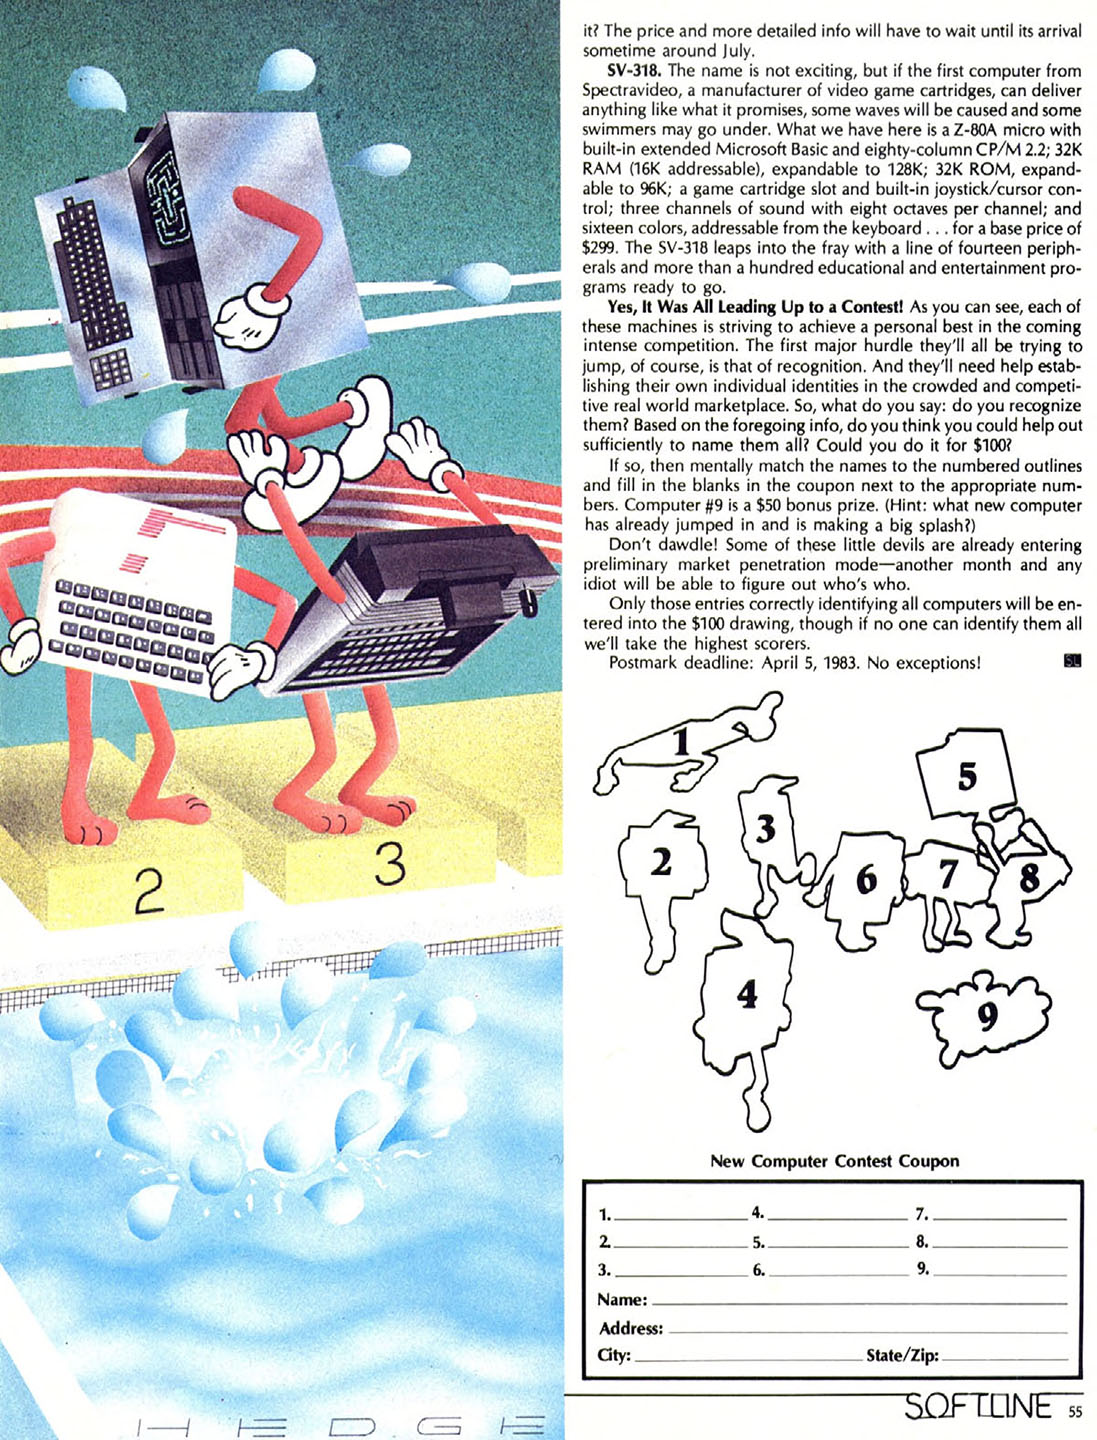 it? The price and more detailed info will have to wait until its arrival
sometime around July.
SV-318. The name is not exciting, but if the first computer from
Spectravideo, a manufacturer of video game cartridges, can deliver
anything like what it promises, some waves will be caused and some
swimmers may go under. What we have here is a Z-80A micro with
built-in extended Microsoft Basic and eighty-column CP/M 2.2; 32K
RAM (16K addressable), expandable to 128K; 32K ROM, expand-
able to 96K; a game cartridge slot and built-in joystick/cursor con-
trol; three channels of sound with eight octaves per channel; and
sixteen colors, addressable from the keyboard . . . for a base price of
$299. The SV-318 leaps into the fray with a line of fourteen periph-
erals and more than a hundred educational and entertainment pro-
grams ready to go.
Yes, It Was All Leading Up to a Contest! As you can see, each of
these machines is striving to achieve a personal best in the coming
intense competition. The first major hurdle they'll all be trying to
jump, of course, is that of recognition. And they'll need help estab-
lishing their own individual identities in the crowded and competi-
tive real world marketplace. So, what do you say: do you recognize
them? Based on the foregoing info, do you think you could help out
sufficiently to name them all? Could you do it for $100?
If so, then mentally match the names to the numbered outlines
and fill in the blanks in the coupon next to the appropriate num-
bers. Computer #9 is a $50 bonus prize. (Hint: what new computer
has already jumped in and is making a big splash?)
Don't dawdle! Some of these little devils are already entering
preliminary market penetration mode—another month and any
idiot will be able to figure out who's who.
Only those entries correctly identifying all computers will be en-
tered into the $100 drawing, though if no one can identify them all
we'll take the highest scorers.
Postmark deadline: April 5, 1983. No exceptions! SL
1
5
3
2
6
7
8
4
9
2
3
New Computer Contest Coupon
1. 4. 7.
2. 5. 8.
3. 6. 9.
Name:
Address:
City: State/Zip:
HEDGE
SOFTLINE 55